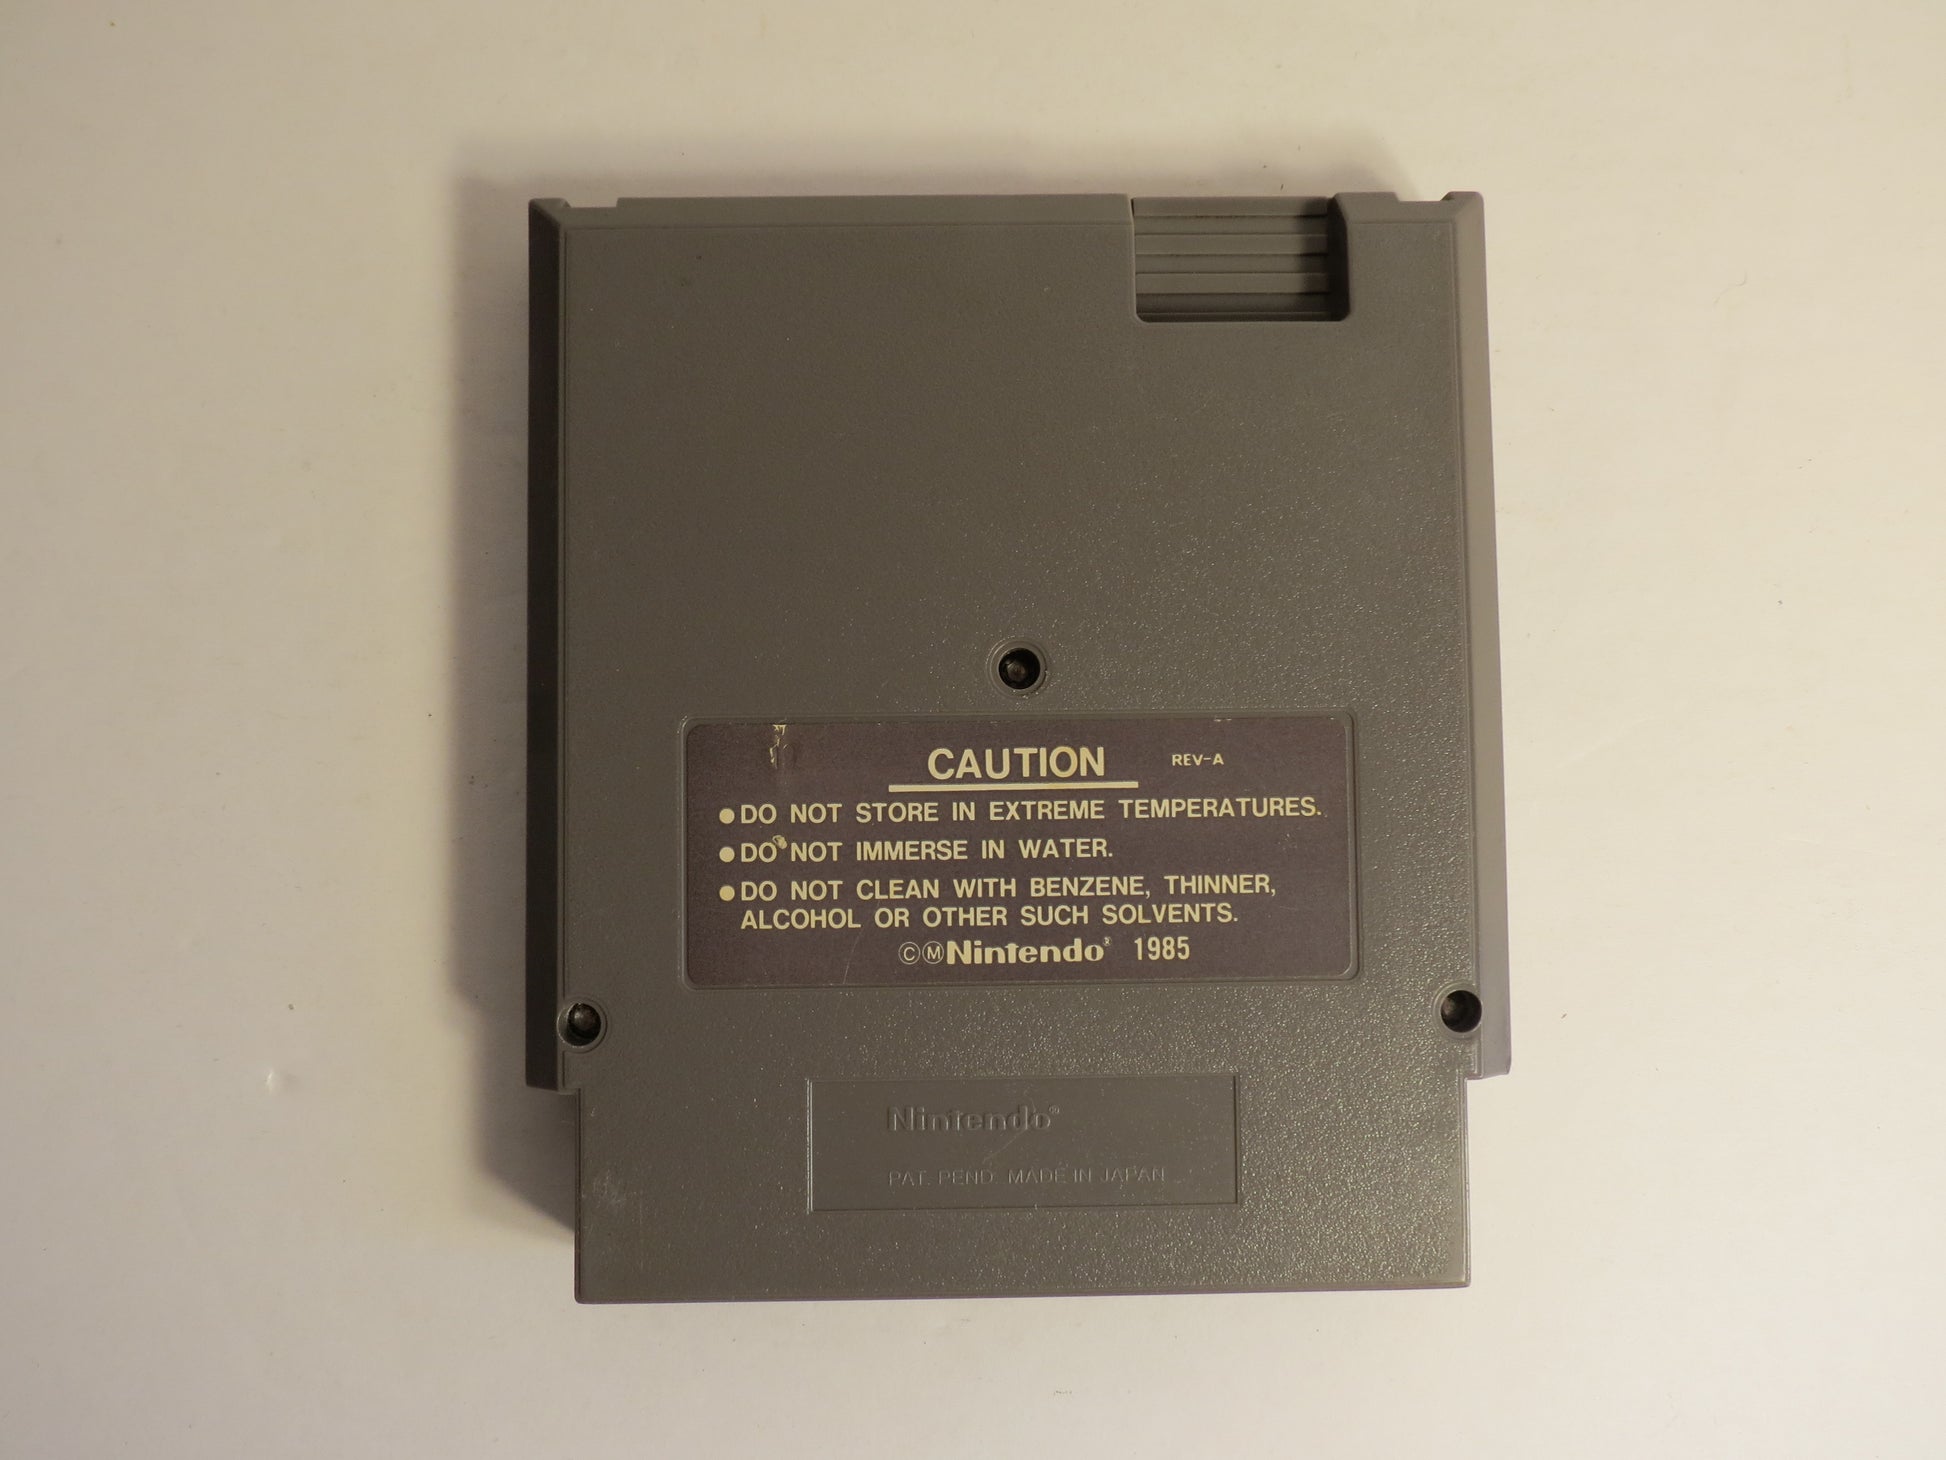 CAUTION REV-A
●DO NOT STORE IN EXTREME TEMPERATURES.
●DO NOT IMMERSE IN WATER.
●DO NOT CLEAN WITH BENZENE, THINNER,
ALCOHOL OR OTHER SUCH SOLVENTS.
©ⓂNintendo® 1985
Nintendo®
PAT. PEND. MADE IN JAPAN